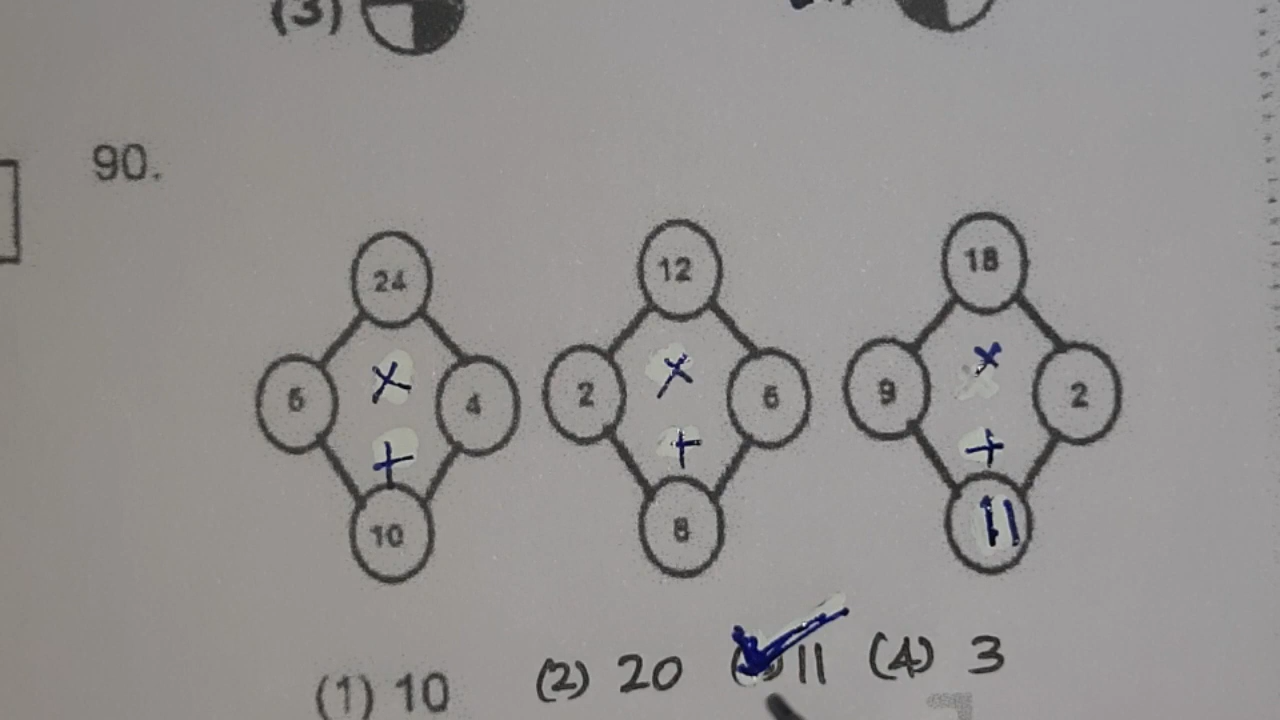 (3)
90.
24 12 18
× × ×
6 4 2 6 9 2
+ + +
10 8 11
(1) 10 (2) 20 11 (4) 3